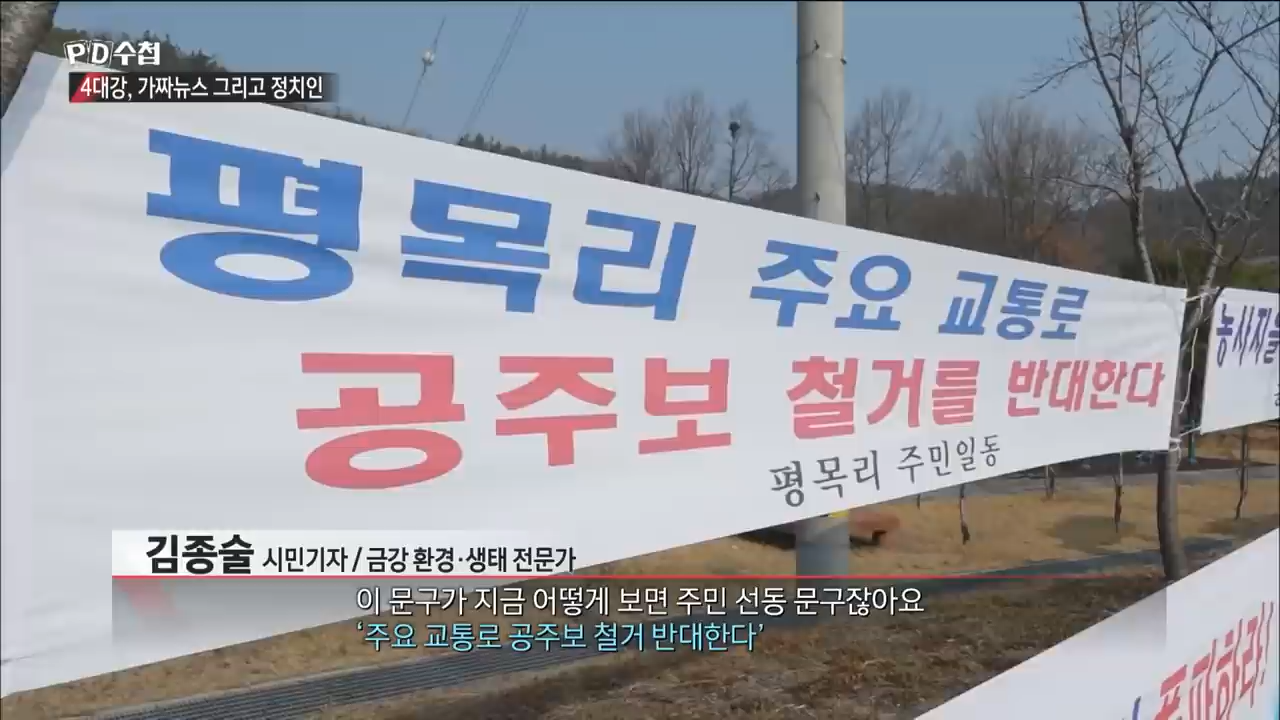 PD수첩
4대강, 가짜뉴스 그리고 정치인
평목리 주요 교통로
공주보 철거를 반대한다
평목리 주민일동
농사지을
김종술 시민기자 / 금강 환경·생태 전문가
이 문구가 지금 어떻게 보면 주민 선동 문구잖아요
'주요 교통로 공주보 철거 반대한다'